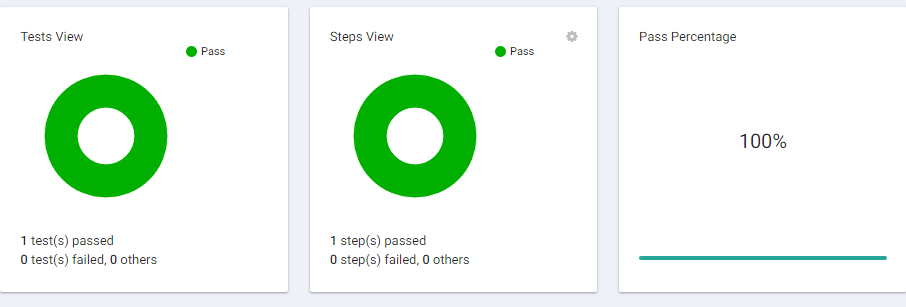 Tests View
Pass
1 test(s) passed
0 test(s) failed, 0 others
Steps View
Pass
1 step(s) passed
0 step(s) failed, 0 others
Pass Percentage
100%